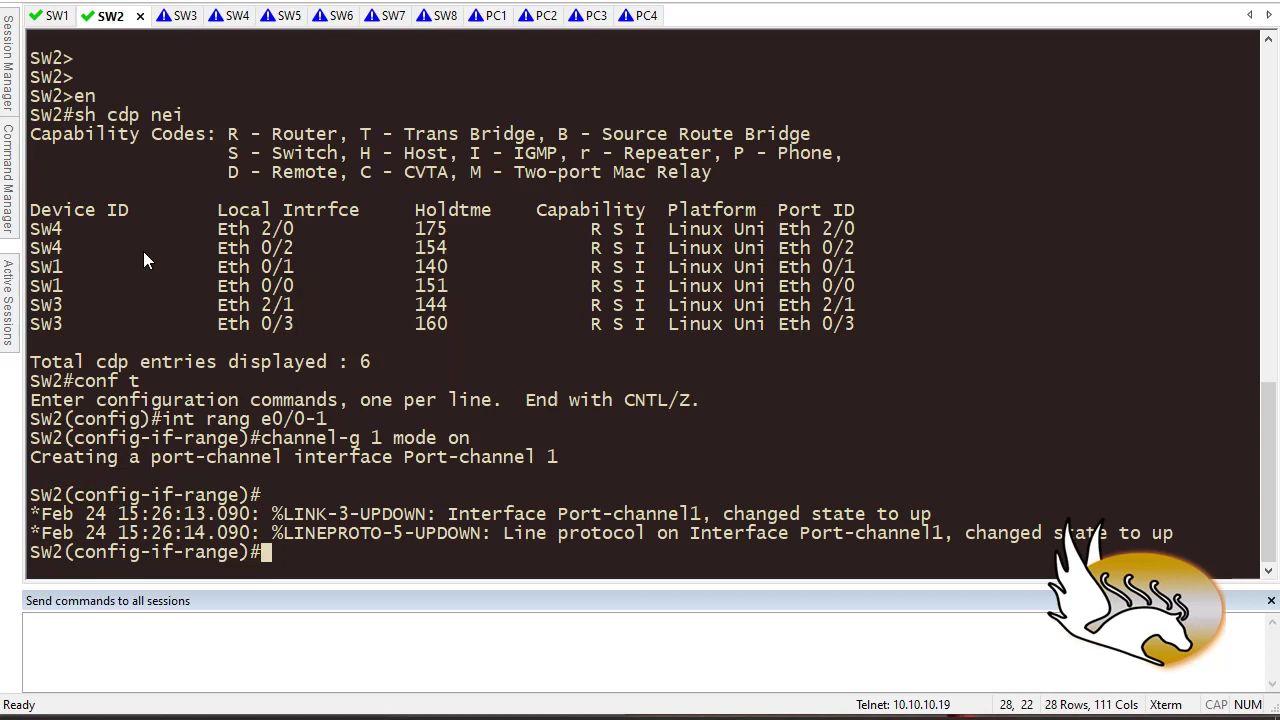 SW1 SW2 × SW3 SW4 SW5 SW6 SW7 SW8 PC1 PC2 PC3 PC4
Session Manager
Command Manager
Active Sessions
SW2>
SW2>
SW2>en
SW2#sh cdp nei
Capability Codes: R - Router, T - Trans Bridge, B - Source Route Bridge
S - Switch, H - Host, I - IGMP, r - Repeater, P - Phone,
D - Remote, C - CVTA, M - Two-port Mac Relay
Device ID Local Intrfce Holdtme Capability Platform Port ID
SW4 Eth 2/0 175 R S I Linux Uni Eth 2/0
SW4 Eth 0/2 154 R S I Linux Uni Eth 0/2
SW1 Eth 0/1 140 R S I Linux Uni Eth 0/1
SW1 Eth 0/0 151 R S I Linux Uni Eth 0/0
SW3 Eth 2/1 144 R S I Linux Uni Eth 2/1
SW3 Eth 0/3 160 R S I Linux Uni Eth 0/3
Total cdp entries displayed : 6
SW2#conf t
Enter configuration commands, one per line.  End with CNTL/Z.
SW2(config)#int rang e0/0-1
SW2(config-if-range)#channel-g 1 mode on
Creating a port-channel interface Port-channel 1
SW2(config-if-range)#
*Feb 24 15:26:13.090: %LINK-3-UPDOWN: Interface Port-channel1, changed state to up
*Feb 24 15:26:14.090: %LINEPROTO-5-UPDOWN: Line protocol on Interface Port-channel1, changed state to up
SW2(config-if-range)#
Send commands to all sessions ×
Ready Telnet: 10.10.10.19 28, 22 28 Rows, 111 Cols Xterm CAP NUM